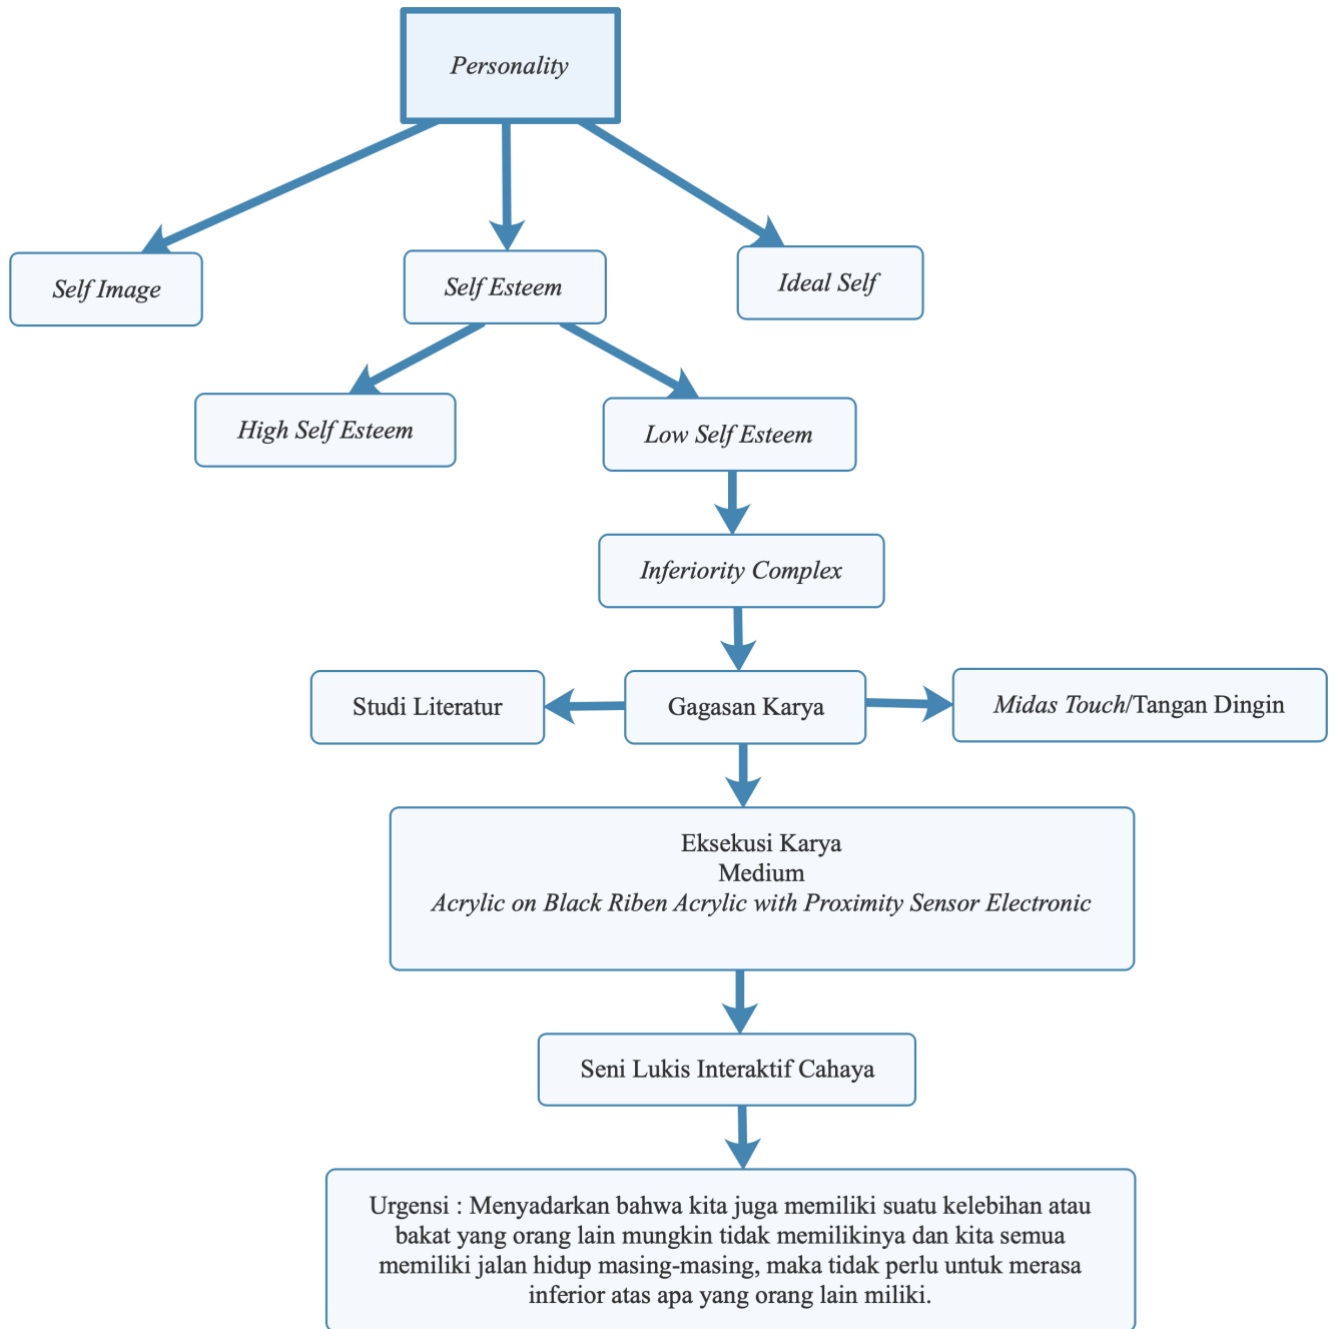 Personality
Self Image
Self Esteem
Ideal Self
High Self Esteem
Low Self Esteem
Inferiority Complex
Studi Literatur
Gagasan Karya
Midas Touch/Tangan Dingin
Eksekusi Karya
Medium
Acrylic on Black Riben Acrylic with Proximity Sensor Electronic
Seni Lukis Interaktif Cahaya
Urgensi : Menyadarkan bahwa kita juga memiliki suatu kelebihan atau
bakat yang orang lain mungkin tidak memilikinya dan kita semua
memiliki jalan hidup masing-masing, maka tidak perlu untuk merasa
inferior atas apa yang orang lain miliki.